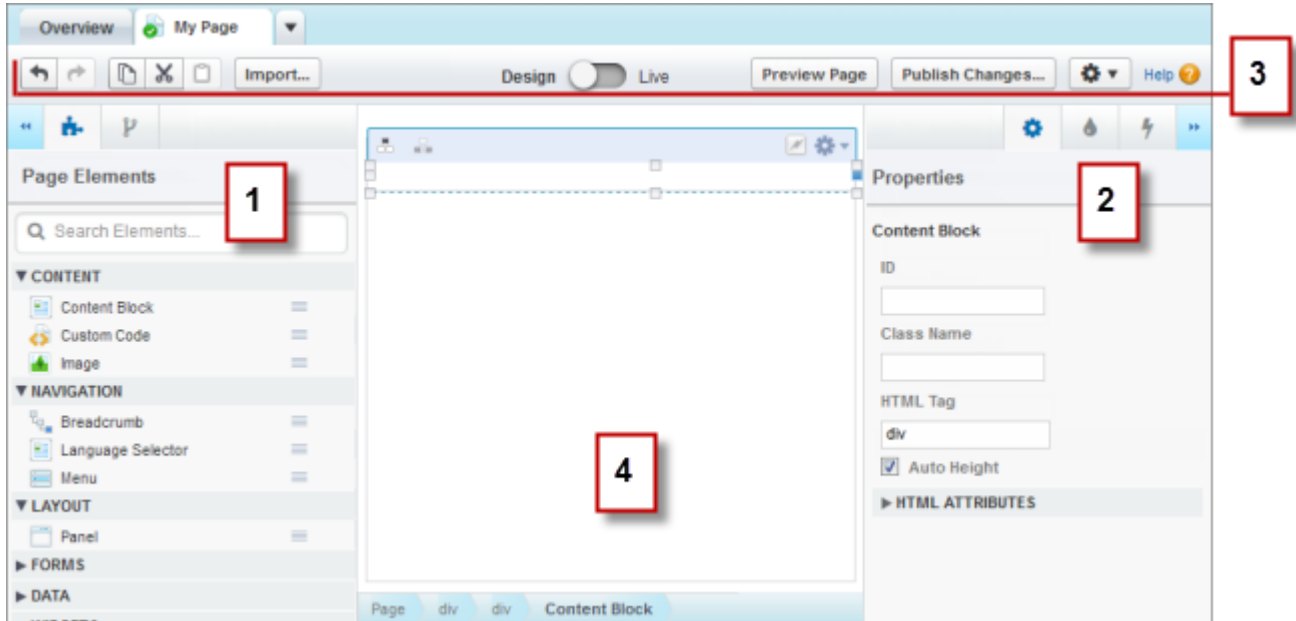 Overview
My Page
Import...
Design
Live
Preview Page
Publish Changes...
Help
3
Page Elements
1
Search Elements...
CONTENT
Content Block
Custom Code
Image
NAVIGATION
Breadcrumb
Language Selector
Menu
LAYOUT
Panel
FORMS
DATA
4
Page
div
div
Content Block
Properties
2
Content Block
ID
Class Name
HTML Tag
div
Auto Height
HTML ATTRIBUTES